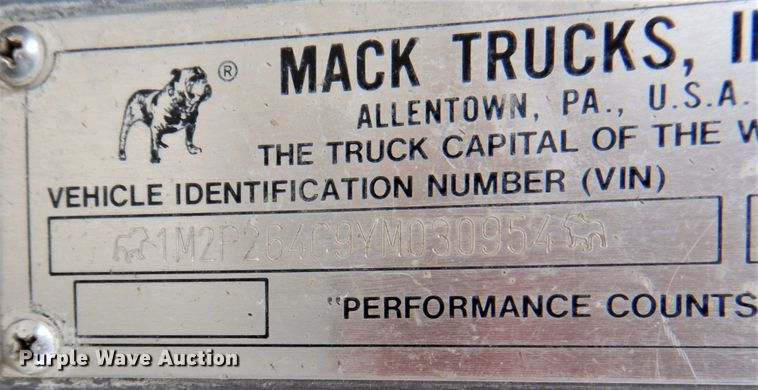 ®
MACK TRUCKS, I
ALLENTOWN, PA., U.S.A.
THE TRUCK CAPITAL OF THE W
VEHICLE IDENTIFICATION NUMBER (VIN)
1M2P264C9YM030954
"PERFORMANCE COUNTS
Purple Wave Auction